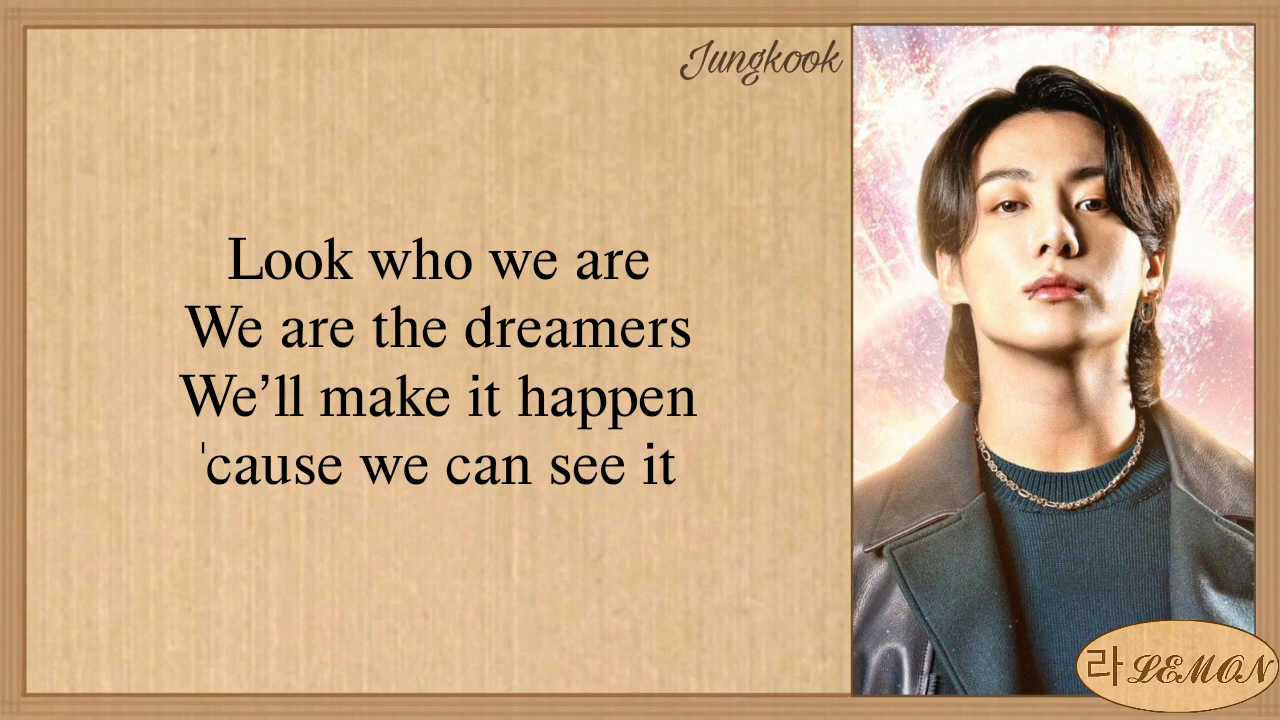 Jungkook
Look who we are
We are the dreamers
We’ll make it happen
'cause we can see it
라 LEMON